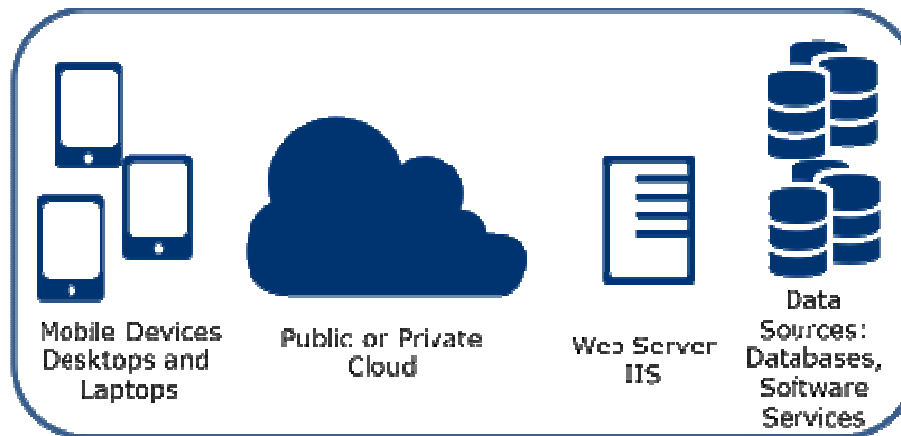 Mobile Devices
Desktops and
Laptops
Public or Private
Cloud
Web Server
IIS
Data
Sources:
Databases,
Software
Services